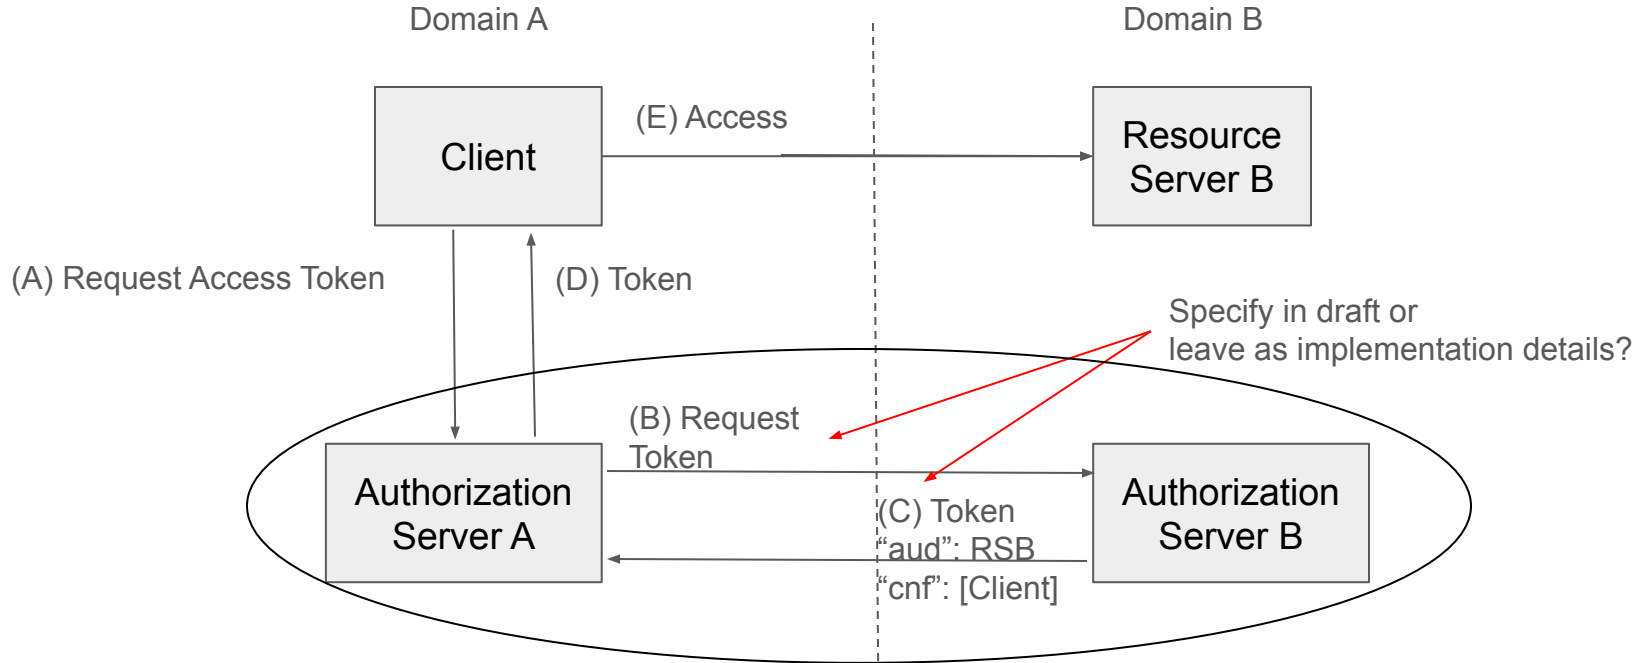 Domain A
Domain B
(E) Access
Client
Resource
Server B
(A) Request Access Token
(D) Token
Specify in draft or
leave as implementation details?
(B) Request
Token
Authorization
Server A
(C) Token
“aud”: RSB
“cnf”: [Client]
Authorization
Server B